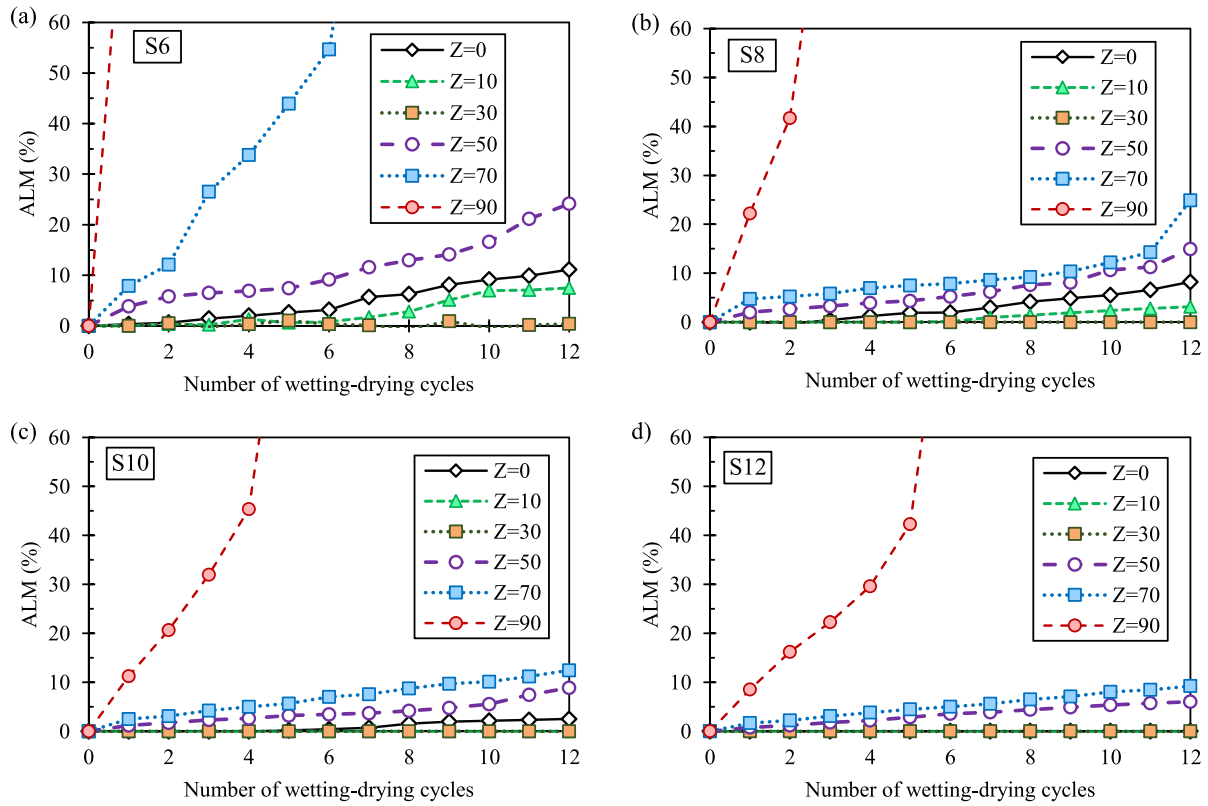 (a)
60
50
40
30
20
10
0
ALM (%)
S6
Z=0
Z=10
Z=30
Z=50
Z=70
Z=90
0 2 4 6 8 10 12
Number of wetting-drying cycles
(b)
60
50
40
30
20
10
0
ALM (%)
S8
Z=0
Z=10
Z=30
Z=50
Z=70
Z=90
0 2 4 6 8 10 12
Number of wetting-drying cycles
(c)
60
50
40
30
20
10
0
ALM (%)
S10
Z=0
Z=10
Z=30
Z=50
Z=70
Z=90
0 2 4 6 8 10 12
Number of wetting-drying cycles
d)
60
50
40
30
20
10
0
ALM (%)
S12
Z=0
Z=10
Z=30
Z=50
Z=70
Z=90
0 2 4 6 8 10 12
Number of wetting-drying cycles